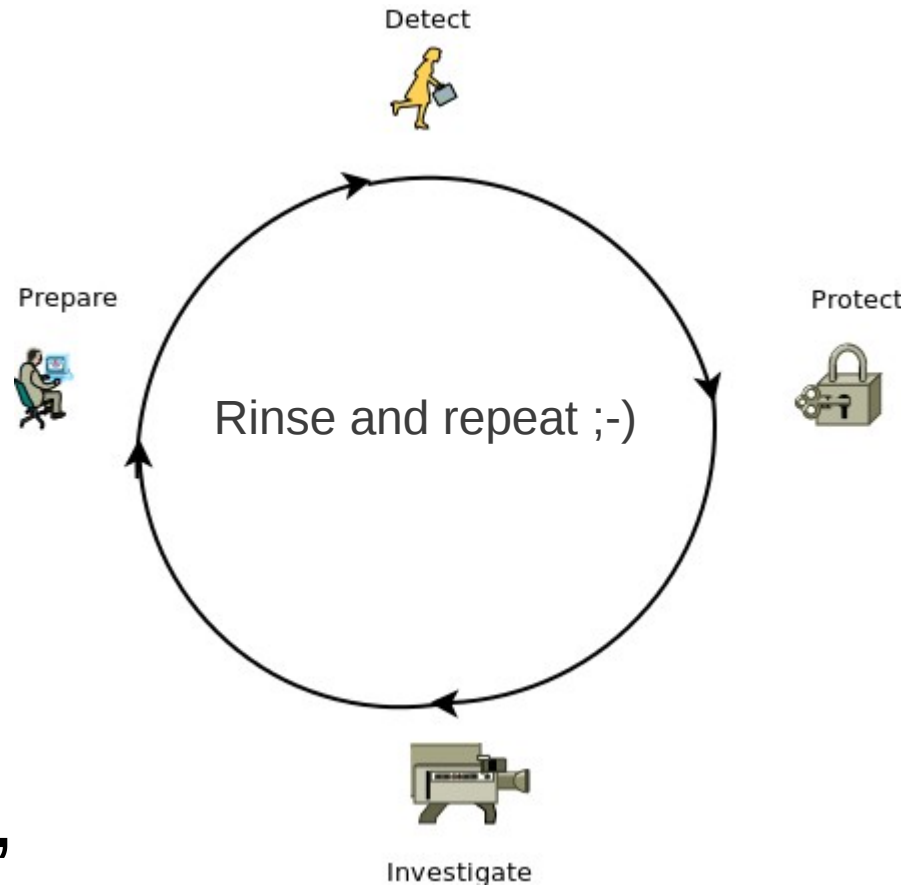 Detect
Prepare
Protect
Rinse and repeat ;-)
,
Investigate